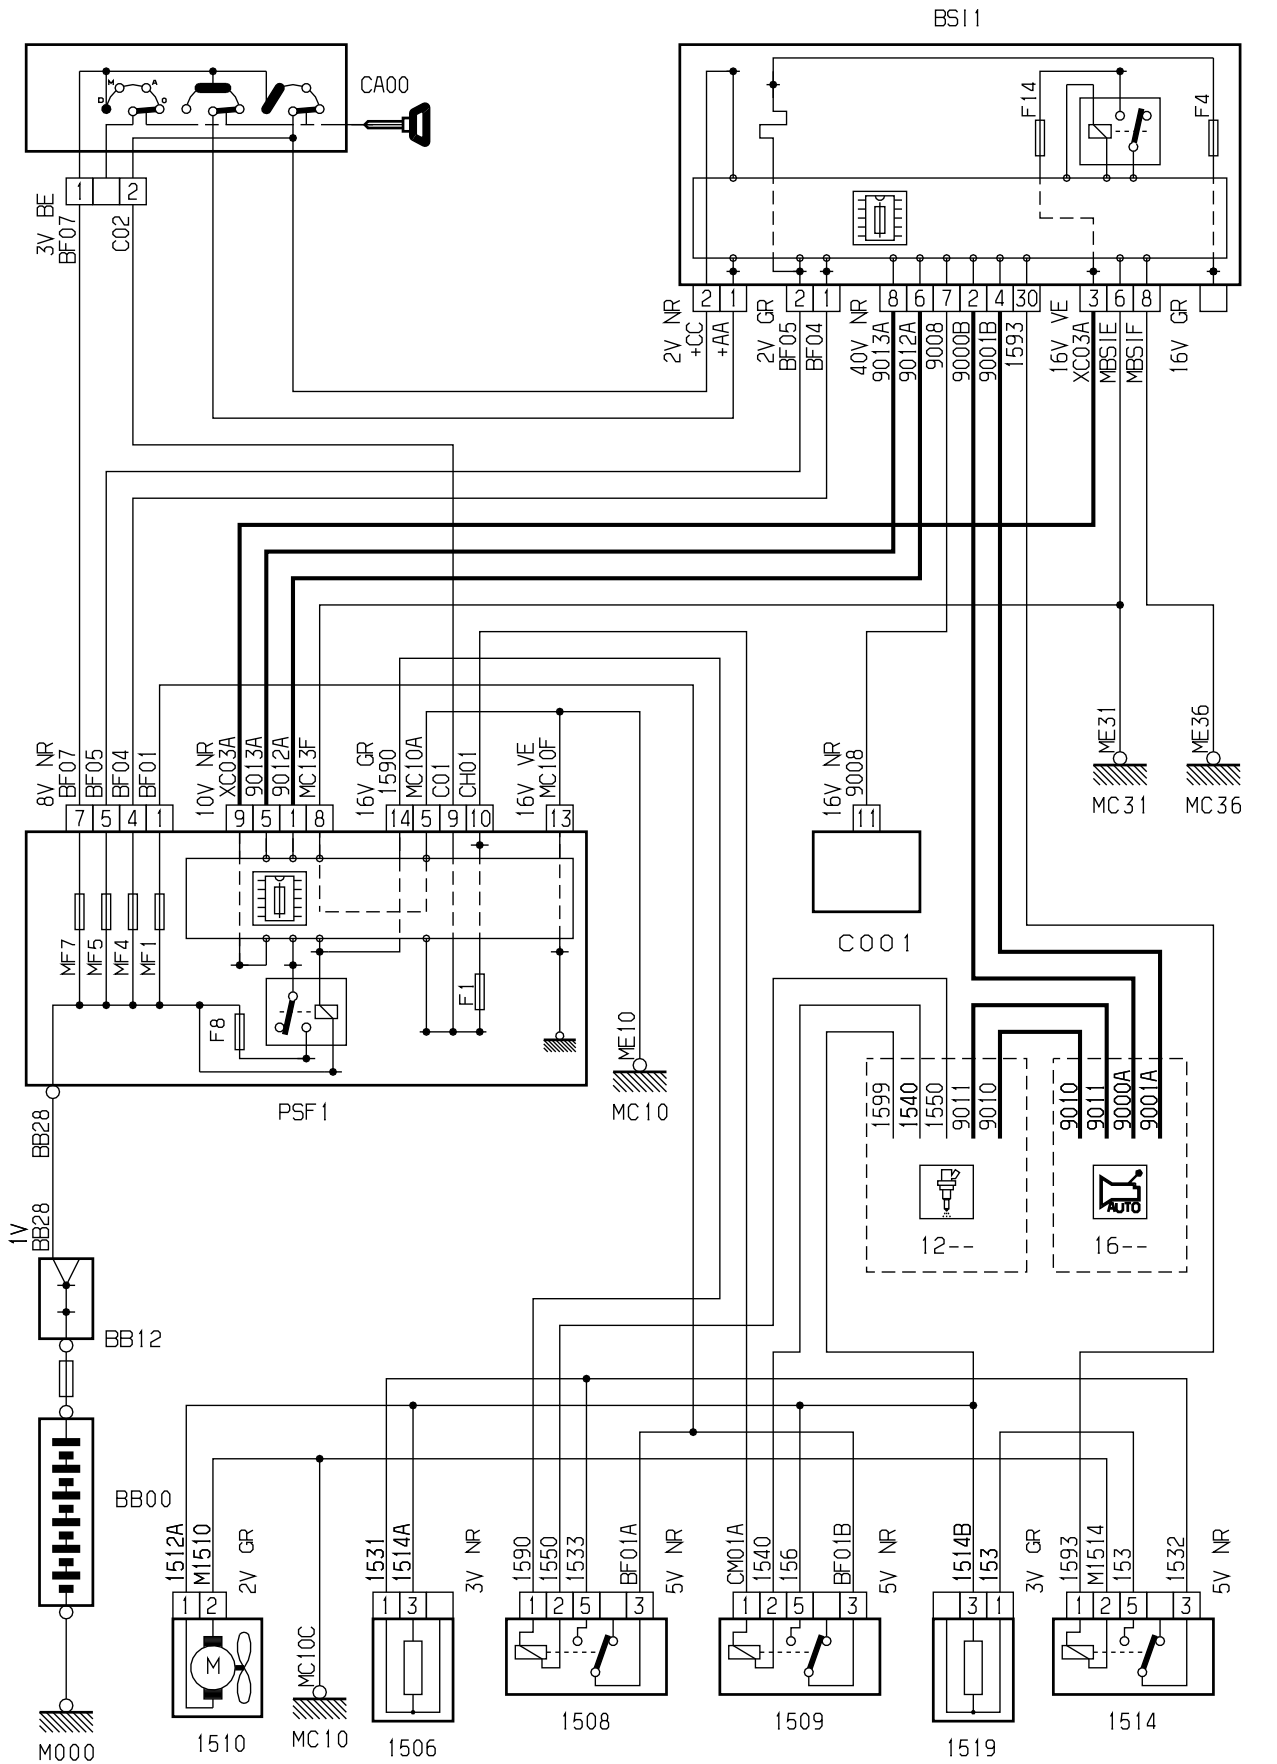 BSI1
CA00
M
A
D
O
F14
F4
1
2
3V BE
BF07
C02
2
1
2
1
8
6
7
2
4
30
3
6
8
2V NR
+CC
+AA
2V GR
BF05
BF04
40V NR
9013A
9012A
9008
9000B
9001B
1593
16V VE
XC03A
MBSIE
MBSIF
16V GR
8V NR
BF07
BF05
BF04
BF01
10V NR
XC03A
9013A
9012A
MC13F
16V GR
1590
MC10A
C01
CH01
16V VE
MC10F
16V NR
9008
ME31
ME36
MC31
MC36
7
5
4
1
9
5
1
8
14
5
9
10
13
11
C001
MF7
MF5
MF4
MF1
F8
F1
ME10
MC10
PSF1
1599
1540
1550
9011
9010
9010
9011
9000A
9001A
AUTO
12--
16--
BB28
1V
BB28
BB12
BB00
1512A
M1510
2V GR
MC10C
1531
1514A
3V NR
1590
1550
1533
BF01A
5V NR
CM01A
1540
156
BF01B
5V NR
1514B
153
3V GR
1593
M1514
153
1532
5V NR
1
2
1
3
1
2
5
3
1
2
5
3
3
1
1
2
5
3
M
M000
1510
MC10
1506
1508
1509
1519
1514